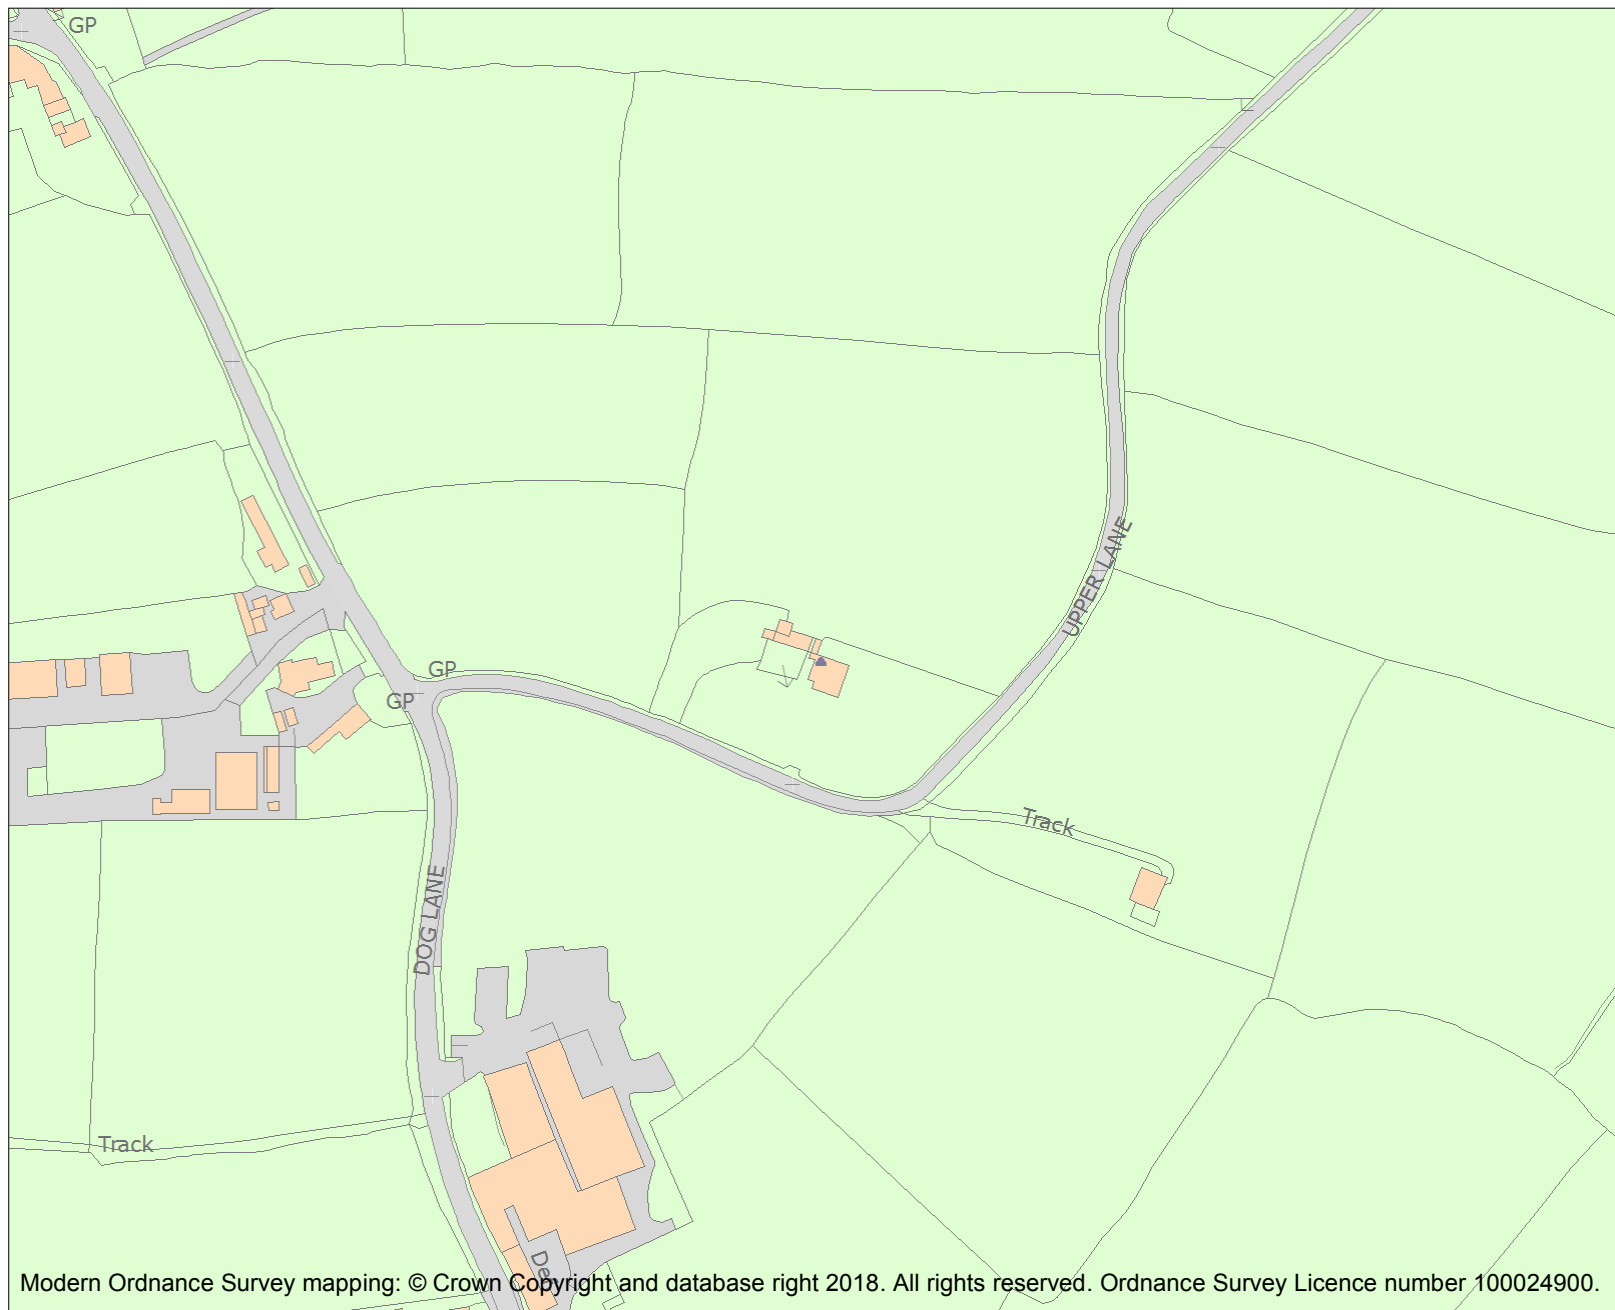 GP
UPPER LANE
GP
GP
Track
DOG LANE
Track
De
Modern Ordnance Survey mapping: © Crown Copyright and database right 2018. All rights reserved. Ordnance Survey Licence number 100024900.